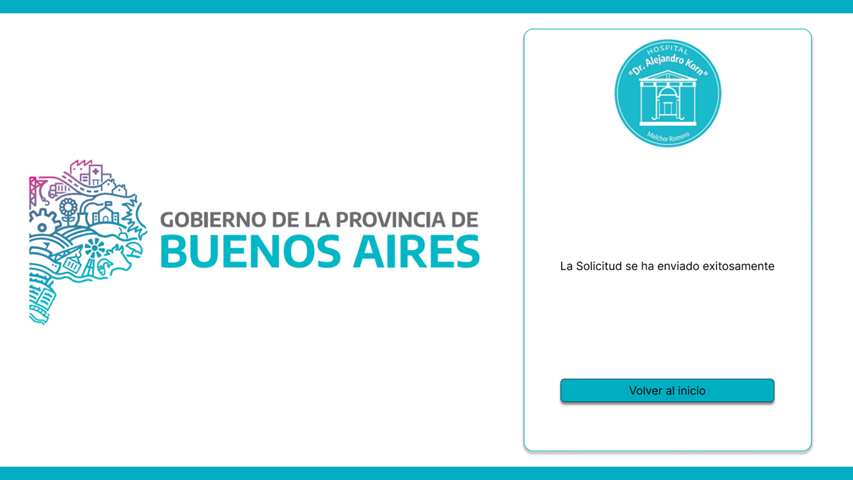 GOBIERNO DE LA PROVINCIA DE
BUENOS AIRES
HOSPITAL
"Dr. Alejandro Korn"
Melchor Romero
La Solicitud se ha enviado exitosamente
Volver al inicio